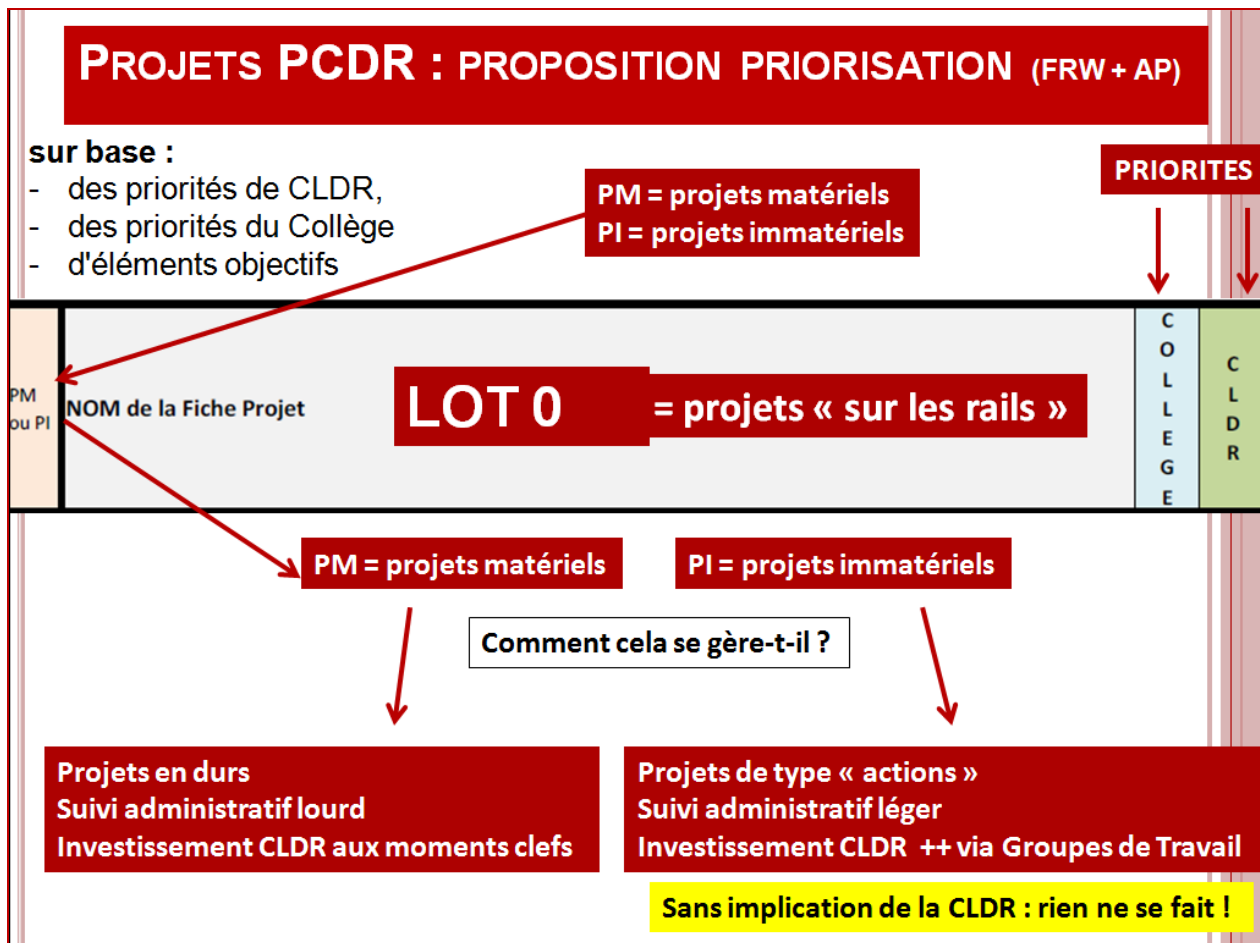 PROJETS PCDR : PROPOSITION PRIORISATION (FRW + AP)
sur base :
- des priorités de CLDR,
- des priorités du Collège
- d'éléments objectifs
PM = projets matériels
PI = projets immatériels
PRIORITES
PM
ou PI
NOM de la Fiche Projet
LOT 0 = projets « sur les rails »
COLLEGE
CLDR
PM = projets matériels
PI = projets immatériels
Comment cela se gère-t-il ?
Projets en durs
Suivi administratif lourd
Investissement CLDR aux moments clefs
Projets de type « actions »
Suivi administratif léger
Investissement CLDR ++ via Groupes de Travail
Sans implication de la CLDR : rien ne se fait !